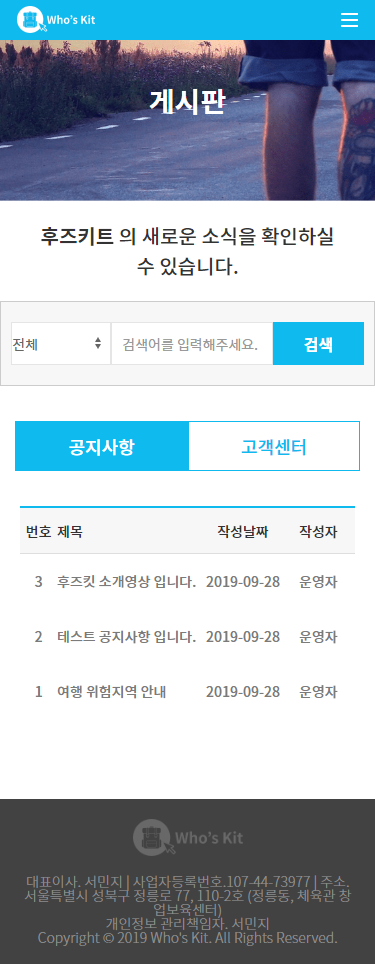 Who's Kit
게시판
후즈키트 의 새로운 소식을 확인하실
수 있습니다.
전체 검색어를 입력해주세요. 검색
공지사항 고객센터
번호 제목 작성날짜 작성자
3 후즈킷 소개영상 입니다. 2019-09-28 운영자
2 테스트 공지사항 입니다. 2019-09-28 운영자
1 여행 위험지역 안내 2019-09-28 운영자
Who's Kit
대표이사. 서민지 | 사업자등록번호.107-44-73977 | 주소.
서울특별시 성북구 정릉로 77, 110-2호 (정릉동, 체육관 창
업보육센터)
개인정보 관리책임자. 서민지
Copyright © 2019 Who's Kit. All Rights Reserved.